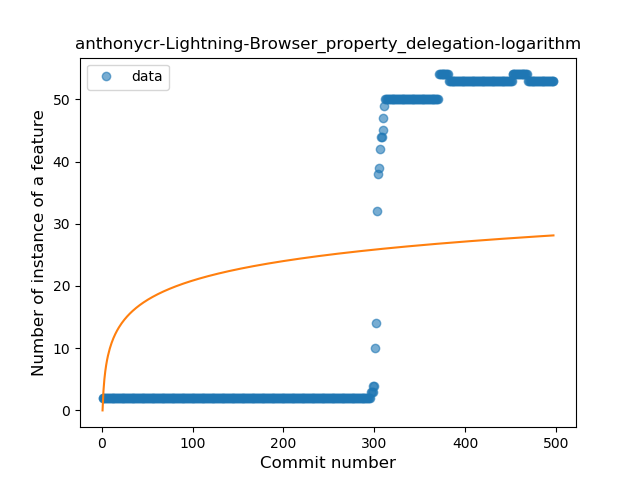 anthonycr-Lightning-Browser_property_delegation-logarithm
data
Number of instance of a feature
50
40
30
20
10
0
0 100 200 300 400 500
Commit number